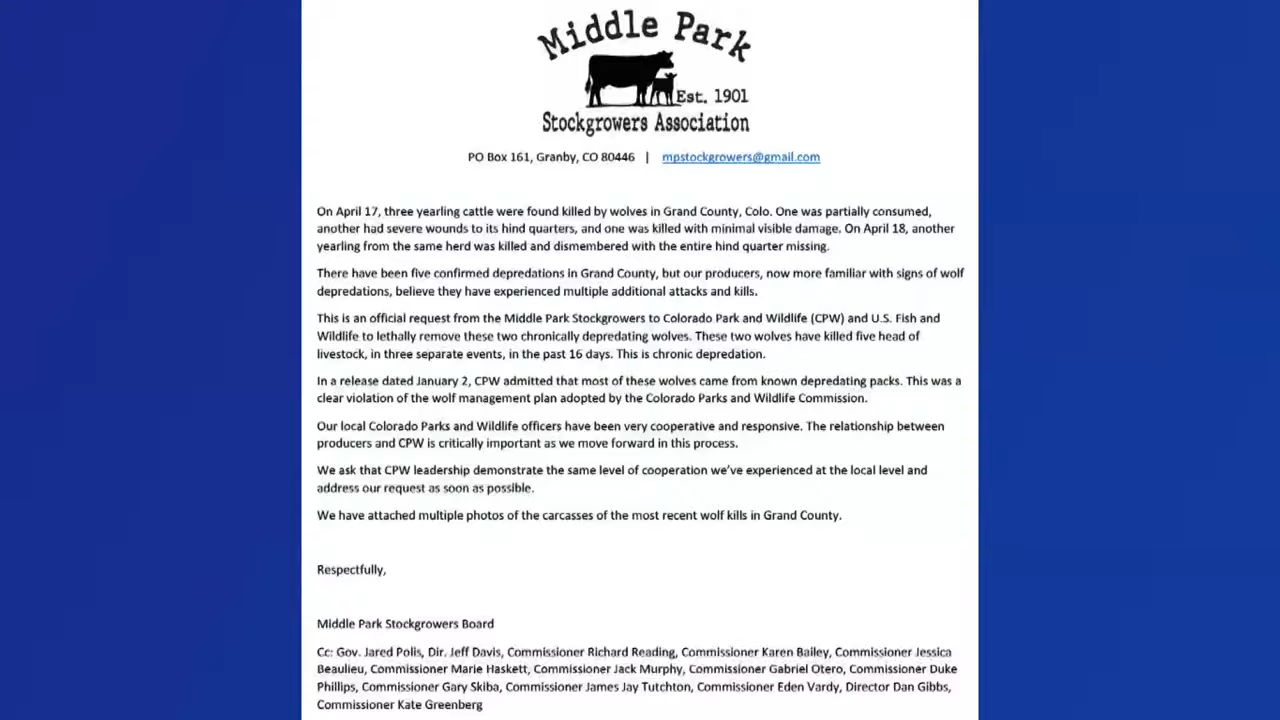 Middle Park
Est. 1901
Stockgrowers Association
PO Box 161, Granby, CO 80446 | mpstockgrowers@gmail.com
On April 17, three yearling cattle were found killed by wolves in Grand County, Colo. One was partially consumed,
another had severe wounds to its hind quarters, and one was killed with minimal visible damage. On April 18, another
yearling from the same herd was killed and dismembered with the entire hind quarter missing.
There have been five confirmed depredations in Grand County, but our producers, now more familiar with signs of wolf
depredations, believe they have experienced multiple additional attacks and kills.
This is an official request from the Middle Park Stockgrowers to Colorado Park and Wildlife (CPW) and U.S. Fish and
Wildlife to lethally remove these two chronically depredating wolves. These two wolves have killed five head of
livestock, in three separate events, in the past 16 days. This is chronic depredation.
In a release dated January 2, CPW admitted that most of these wolves came from known depredating packs. This was a
clear violation of the wolf management plan adopted by the Colorado Parks and Wildlife Commission.
Our local Colorado Parks and Wildlife officers have been very cooperative and responsive. The relationship between
producers and CPW is critically important as we move forward in this process.
We ask that CPW leadership demonstrate the same level of cooperation we've experienced at the local level and
address our request as soon as possible.
We have attached multiple photos of the carcasses of the most recent wolf kills in Grand County.
Respectfully,
Middle Park Stockgrowers Board
Cc: Gov. Jared Polis, Dir. Jeff Davis, Commissioner Richard Reading, Commissioner Karen Bailey, Commissioner Jessica
Beaulieu, Commissioner Marie Haskett, Commissioner Jack Murphy, Commissioner Gabriel Otero, Commissioner Duke
Phillips, Commissioner Gary Skiba, Commissioner James Jay Tutchton, Commissioner Eden Vardy, Director Dan Gibbs,
Commissioner Kate Greenberg